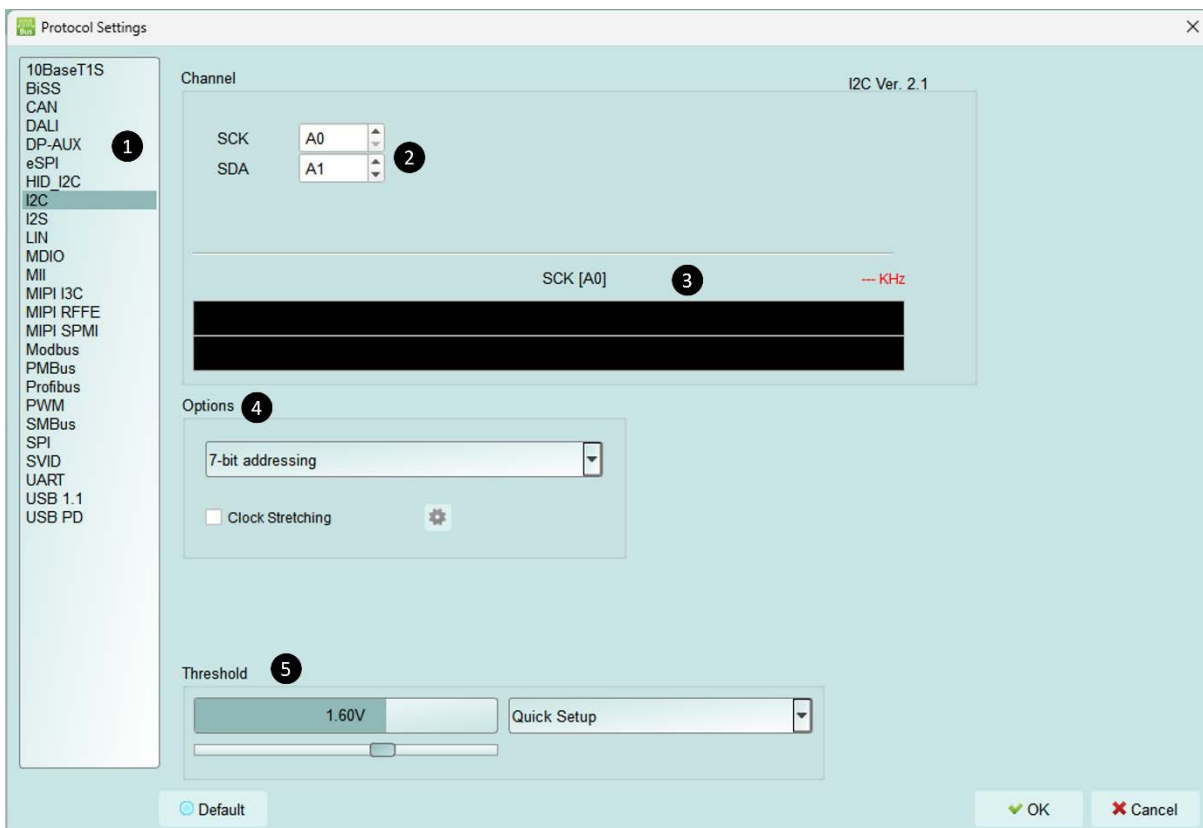 Bus Protocol Settings
10BaseT1S
BiSS
CAN
DALI
DP-AUX
eSPI
HID_I2C
I2C
I2S
LIN
MDIO
MII
MIPI I3C
MIPI RFFE
MIPI SPMI
Modbus
PMBus
Profibus
PWM
SMBus
SPI
SVID
UART
USB 1.1
USB PD
1
Channel
I2C Ver. 2.1
SCK A0
2
SDA A1
SCK [A0] 3 --- KHz
Options 4
7-bit addressing
Clock Stretching
Threshold 5
1.60V Quick Setup
Default OK Cancel